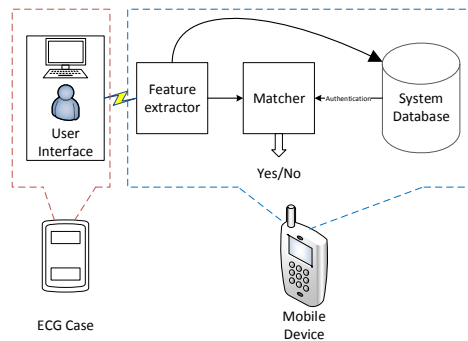 User
Interface
Feature
extractor
Matcher
Authentication
System
Database
Yes/No
ECG Case
Mobile
Device